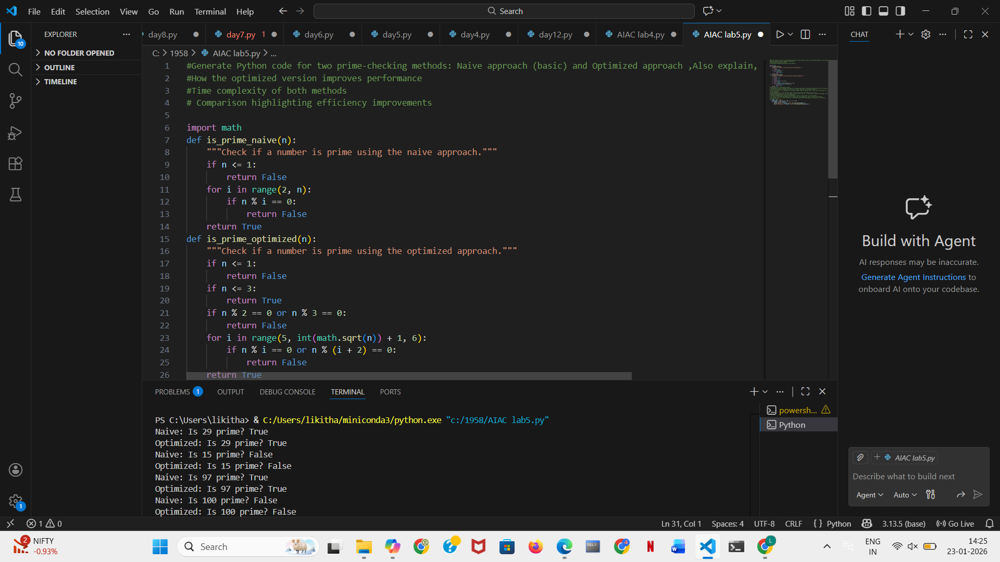 File Edit Selection View Go Run Terminal Help
Search
EXPLORER
NO FOLDER OPENED
OUTLINE
TIMELINE
10
1
day8.py
day7.py 1
day6.py
day5.py
day4.py
day12.py
AIAC lab4.py
AIAC lab5.py
C: > 1958 > AIAC lab5.py > ...
1 #Generate Python code for two prime-checking methods: Naive approach (basic) and Optimized approach ,Also explain,
2 #How the optimized version improves performance
3 #Time complexity of both methods
4 # Comparison highlighting efficiency improvements
5
6 import math
7 def is_prime_naive(n):
8 """Check if a number is prime using the naive approach."""
9 if n <= 1:
10 return False
11 for i in range(2, n):
12 if n % i == 0:
13 return False
14 return True
15 def is_prime_optimized(n):
16 """Check if a number is prime using the optimized approach."""
17 if n <= 1:
18 return False
19 if n <= 3:
20 return True
21 if n % 2 == 0 or n % 3 == 0:
22 return False
23 for i in range(5, int(math.sqrt(n)) + 1, 6):
24 if n % i == 0 or n % (i + 2) == 0:
25 return False
26 return True
PROBLEMS 1 OUTPUT DEBUG CONSOLE TERMINAL PORTS
PS C:\Users\likitha> & C:/Users/likitha/miniconda3/python.exe "c:/1958/AIAC lab5.py"
Naive: Is 29 prime? True
Optimized: Is 29 prime? True
Naive: Is 15 prime? False
Optimized: Is 15 prime? False
Naive: Is 97 prime? True
Optimized: Is 97 prime? True
Naive: Is 100 prime? False
Optimized: Is 100 prime? False
powersh...
Python
CHAT
Build with Agent
AI responses may be inaccurate.
Generate Agent Instructions to
onboard AI onto your codebase.
AIAC lab5.py
Describe what to build next
Agent Auto
1 0
Ln 31, Col 1 Spaces: 4 UTF-8 CRLF {} Python 3.13.5 (base) Go Live
2
NIFTY
-0.93%
Search
SQL>
W
N
L
ENG
IN
14:25
23-01-2026